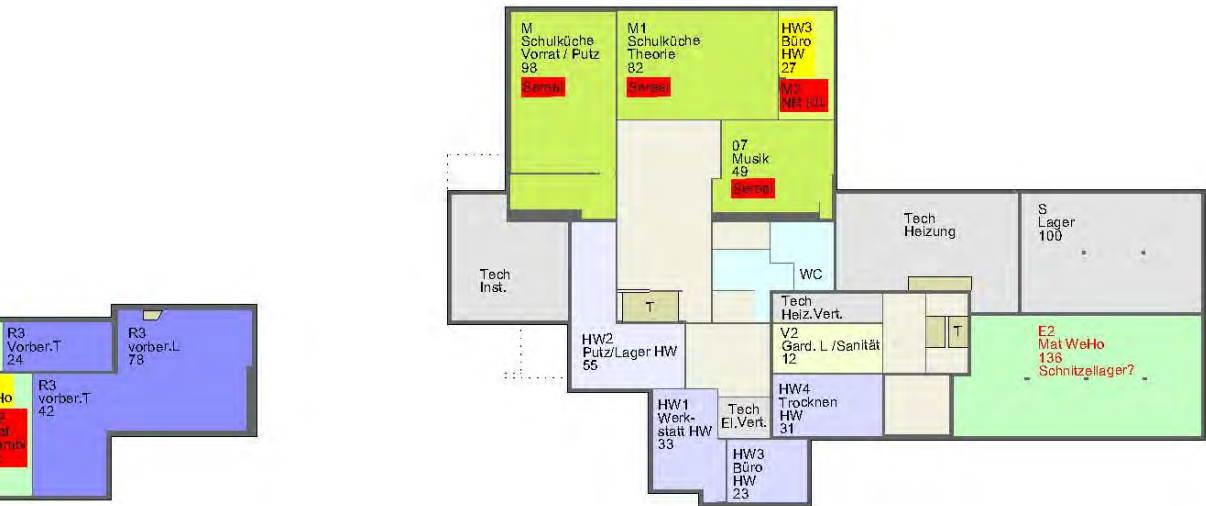 M
Schulküche
Vorrat / Putz
98
M1
Schulküche
Theorie
82
HW3
Büro
HW
27
07
Musik
49
Tech
Heizung
S
Lager
100
Tech
Inst.
WC
T
Tech
Heiz.Vert.
V2
Gard. L /Sanität
12
T
E2
Mat WeHo
136
Schnitzellager?
HW2
Putz/Lager HW
55
HW4
Trocknen
HW
31
HW1
Werk-
statt HW
33
Tech
El.Vert.
HW3
Büro
HW
23
R3
Vorber.T
24
R3
vorber.L
78
R3
vorber.T
42